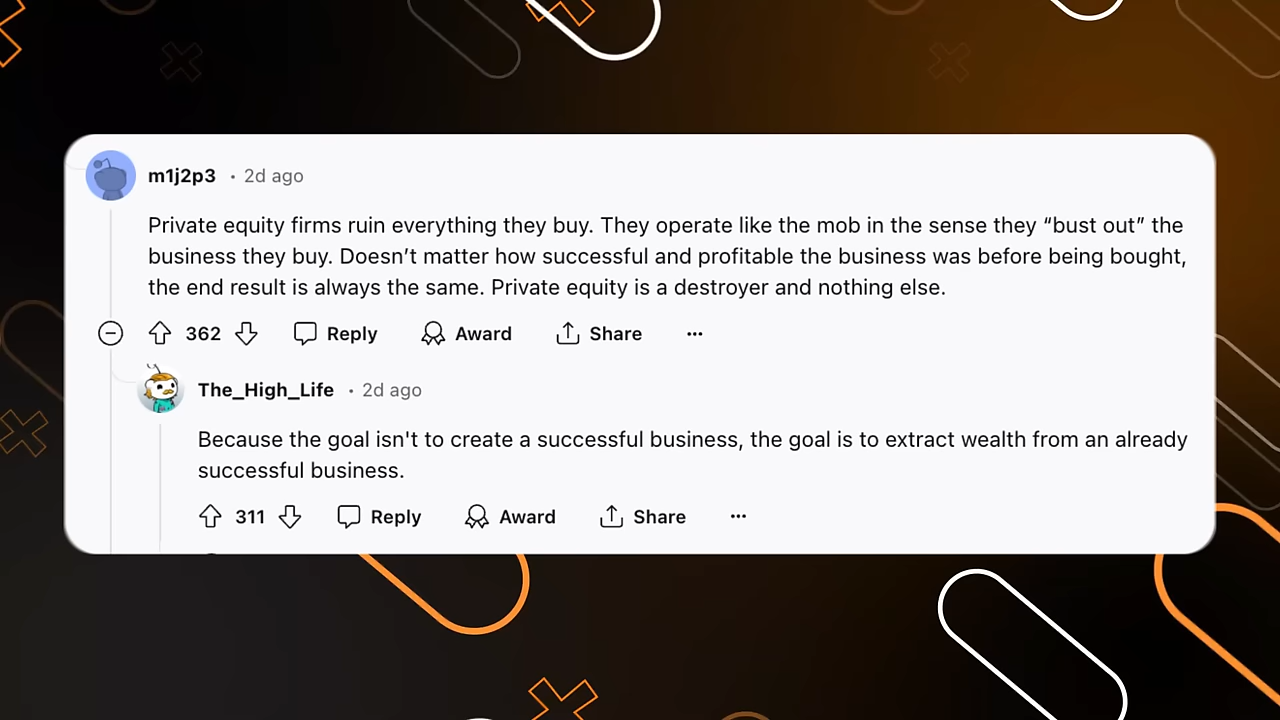 m1j2p3 • 2d ago
Private equity firms ruin everything they buy. They operate like the mob in the sense they “bust out” the
business they buy. Doesn’t matter how successful and profitable the business was before being bought,
the end result is always the same. Private equity is a destroyer and nothing else.
362 Reply Award Share ...
The_High_Life • 2d ago
Because the goal isn't to create a successful business, the goal is to extract wealth from an already
successful business.
311 Reply Award Share ...